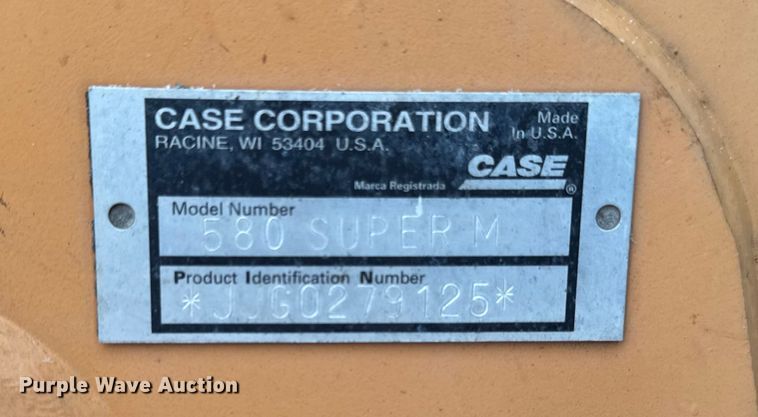 CASE CORPORATION
RACINE, WI 53404 U.S.A.
Made
In U.S.A.
CASE
Marca Registrada
®
Model Number
580 SUPER M
Product Identification Number
*JJG0279125*
Purple Wave Auction